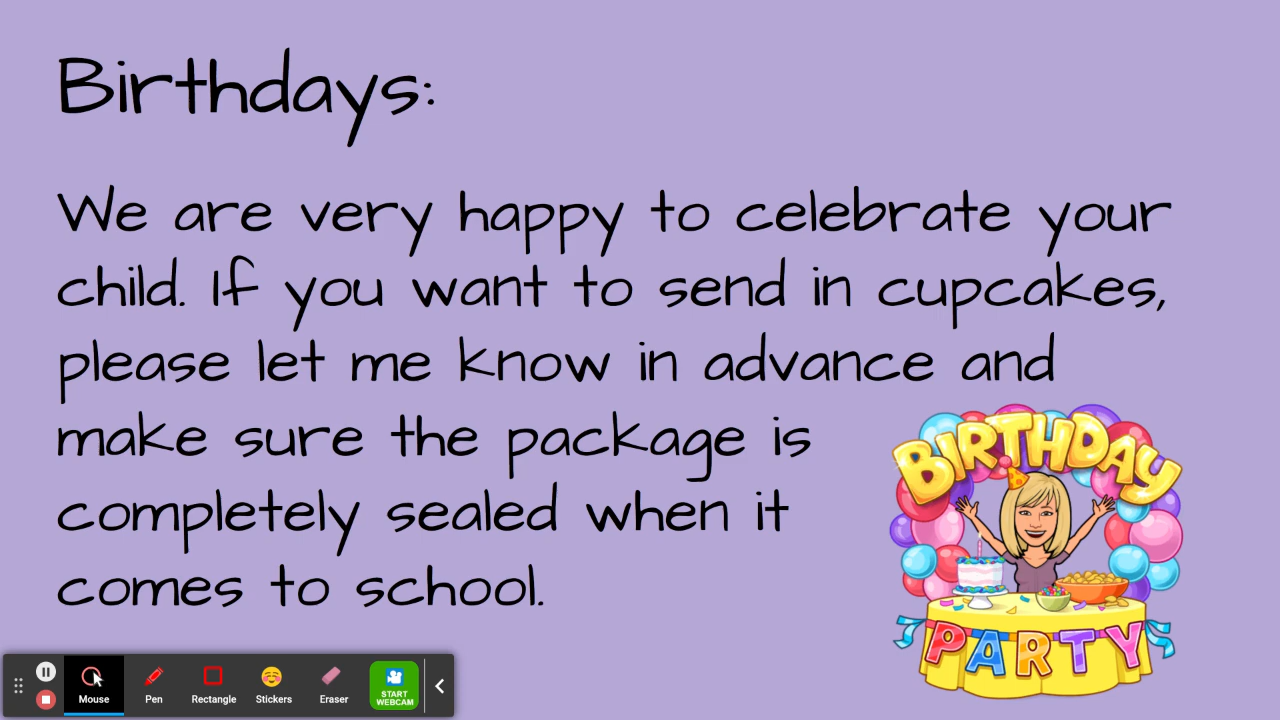 Birthdays:
We are very happy to celebrate your
child. If you want to send in cupcakes,
please let me know in advance and
make sure the package is
completely sealed when it
comes to school.
BIRTHDAY
PARTY
Mouse
Pen
Rectangle
Stickers
Eraser
START
WEBCAM